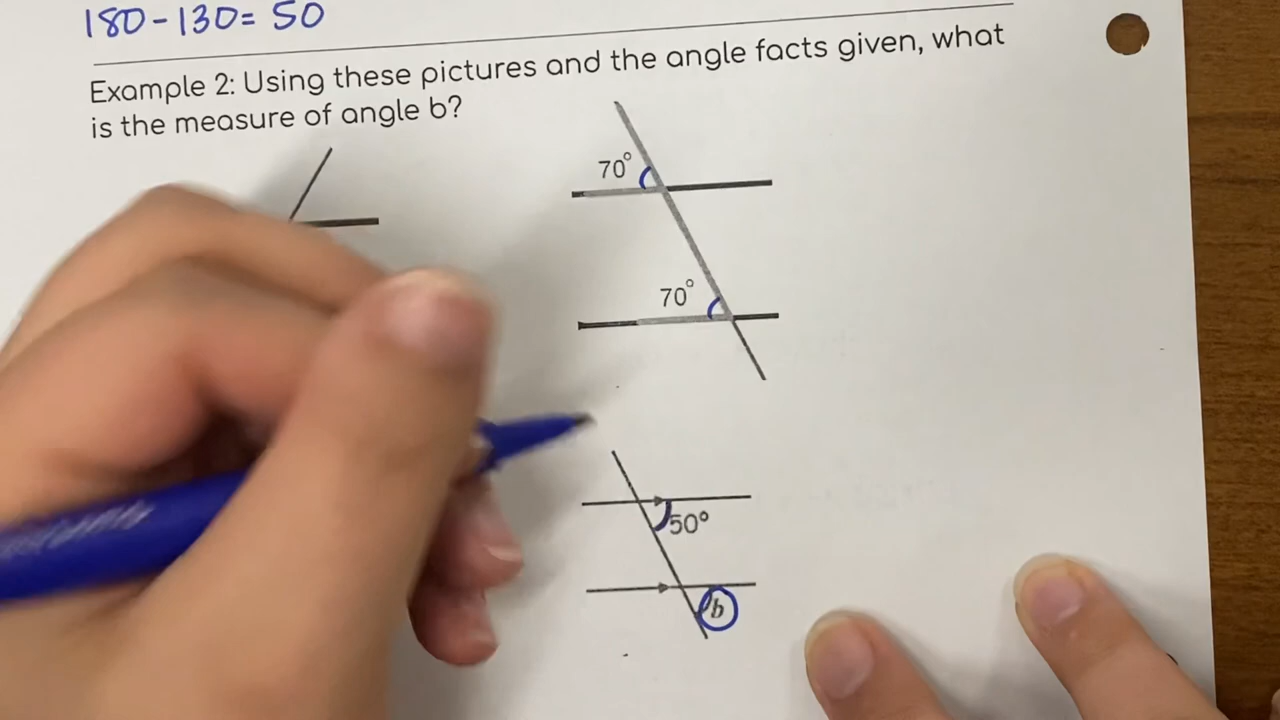 180-130= 50
Example 2: Using these pictures and the angle facts given, what
is the measure of angle b?
70°
70°
50°
b